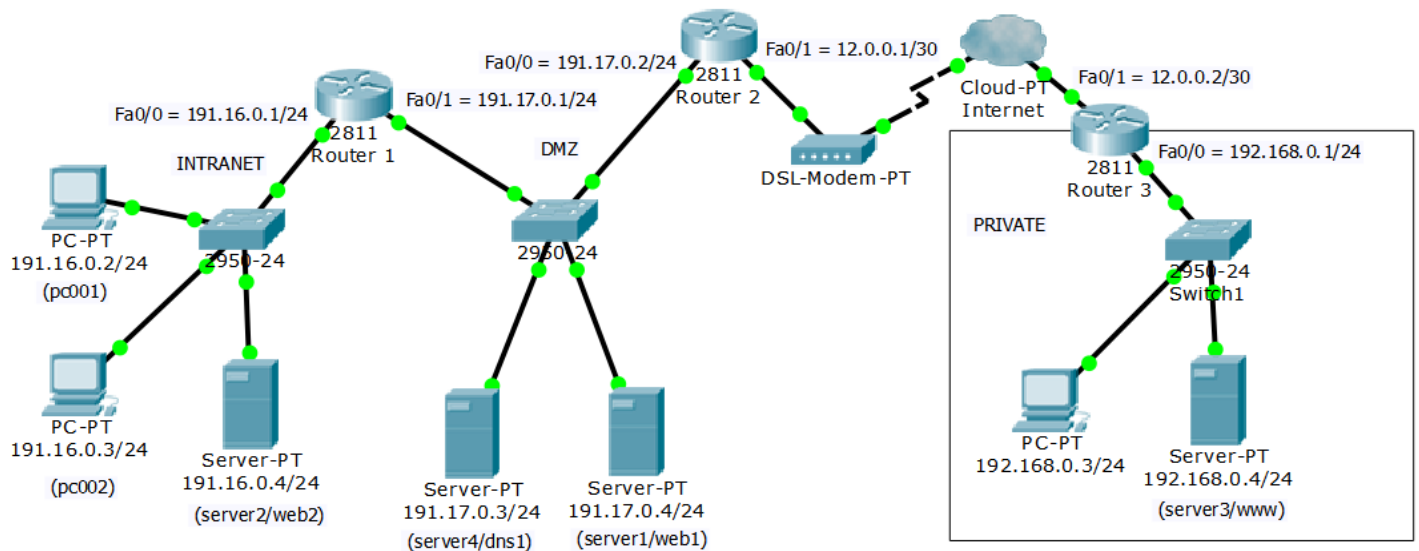 Fa0/0 = 191.16.0.1/24
2811
Router 1
Fa0/1 = 191.17.0.1/24
INTRANET
PC-PT
191.16.0.2/24
(pc001)
2950-24
PC-PT
191.16.0.3/24
(pc002)
Server-PT
191.16.0.4/24
(server2/web2)
DMZ
Fa0/0 = 191.17.0.2/24
2811
Router 2
Fa0/1 = 12.0.0.1/30
2950-24
Server-PT
191.17.0.3/24
(server4/dns1)
Server-PT
191.17.0.4/24
(server1/web1)
DSL-Modem-PT
Cloud-PT
Internet
Fa0/1 = 12.0.0.2/30
2811
Router 3
Fa0/0 = 192.168.0.1/24
PRIVATE
2950-24
Switch1
PC-PT
192.168.0.3/24
Server-PT
192.168.0.4/24
(server3/www)